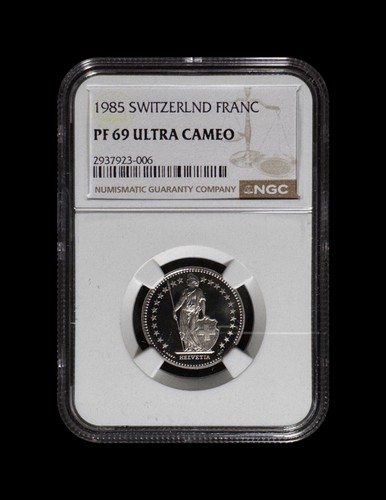 1985 SWITZERLND FRANC
PF 69 ULTRA CAMEO
2937923-006
NUMISMATIC GUARANTY COMPANY NGC
HELVETIA